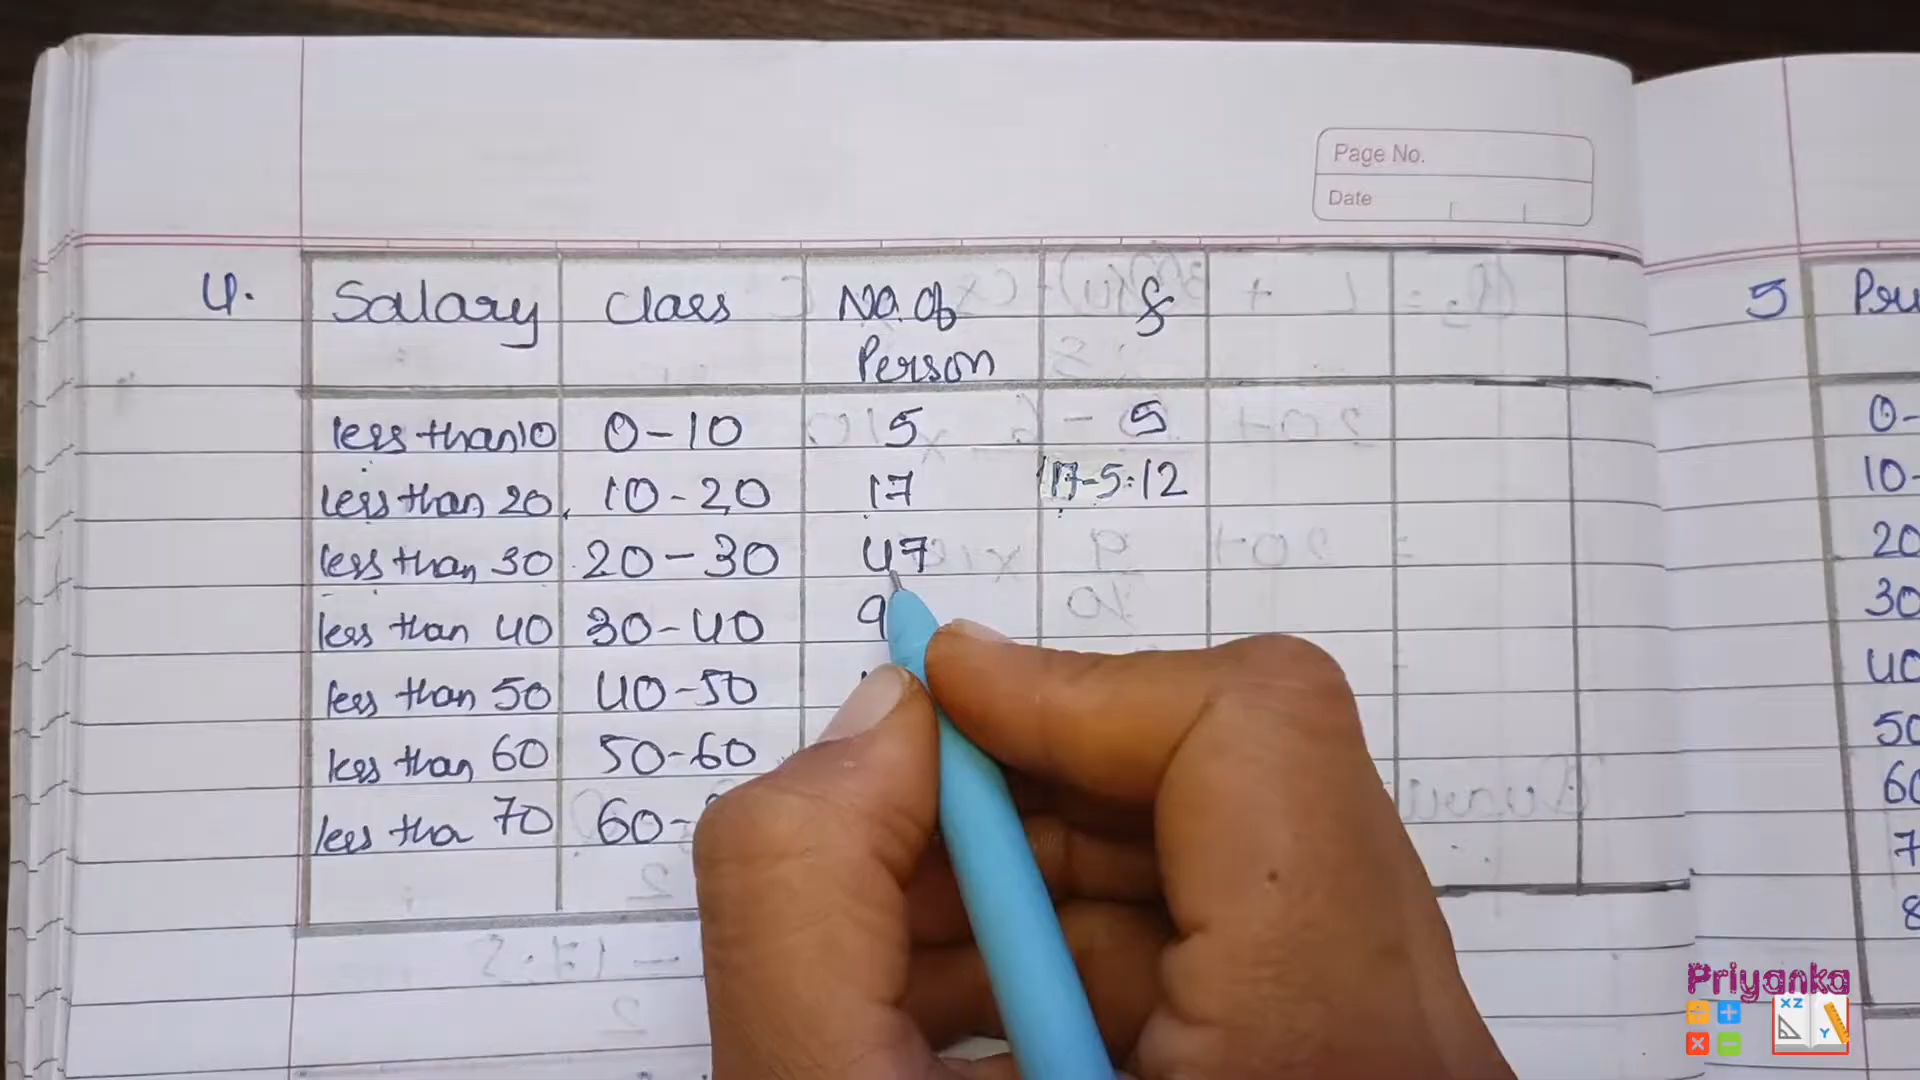 Page No.
Date
4. Salary Class No. of f
Person
less than 10 0-10 5 5
less than 20 10-20 17 17-5=12
less than 30 20-30 47
less than 40 30-40 9
less than 50 40-50
less than 60 50-60
less tha 70 60-
5
0-
10-
20
30
40
50
60
7
8
Priyanka
XZ
Y